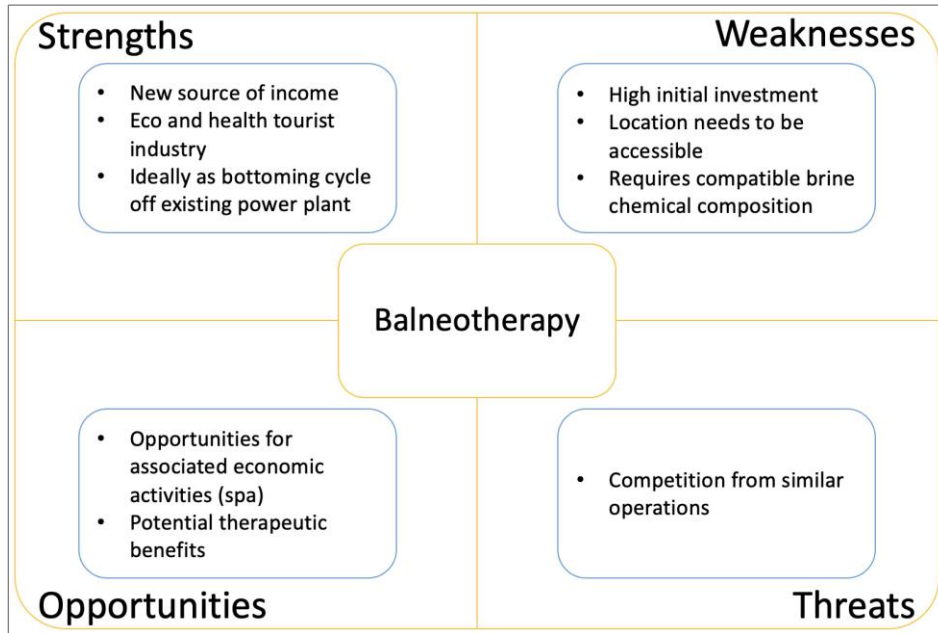 Strengths
• New source of income
• Eco and health tourist
industry
• Ideally as bottoming cycle
off existing power plant
Weaknesses
• High initial investment
• Location needs to be
accessible
• Requires compatible brine
chemical composition
Balneotherapy
• Opportunities for
associated economic
activities (spa)
• Potential therapeutic
benefits
Opportunities
• Competition from similar
operations
Threats